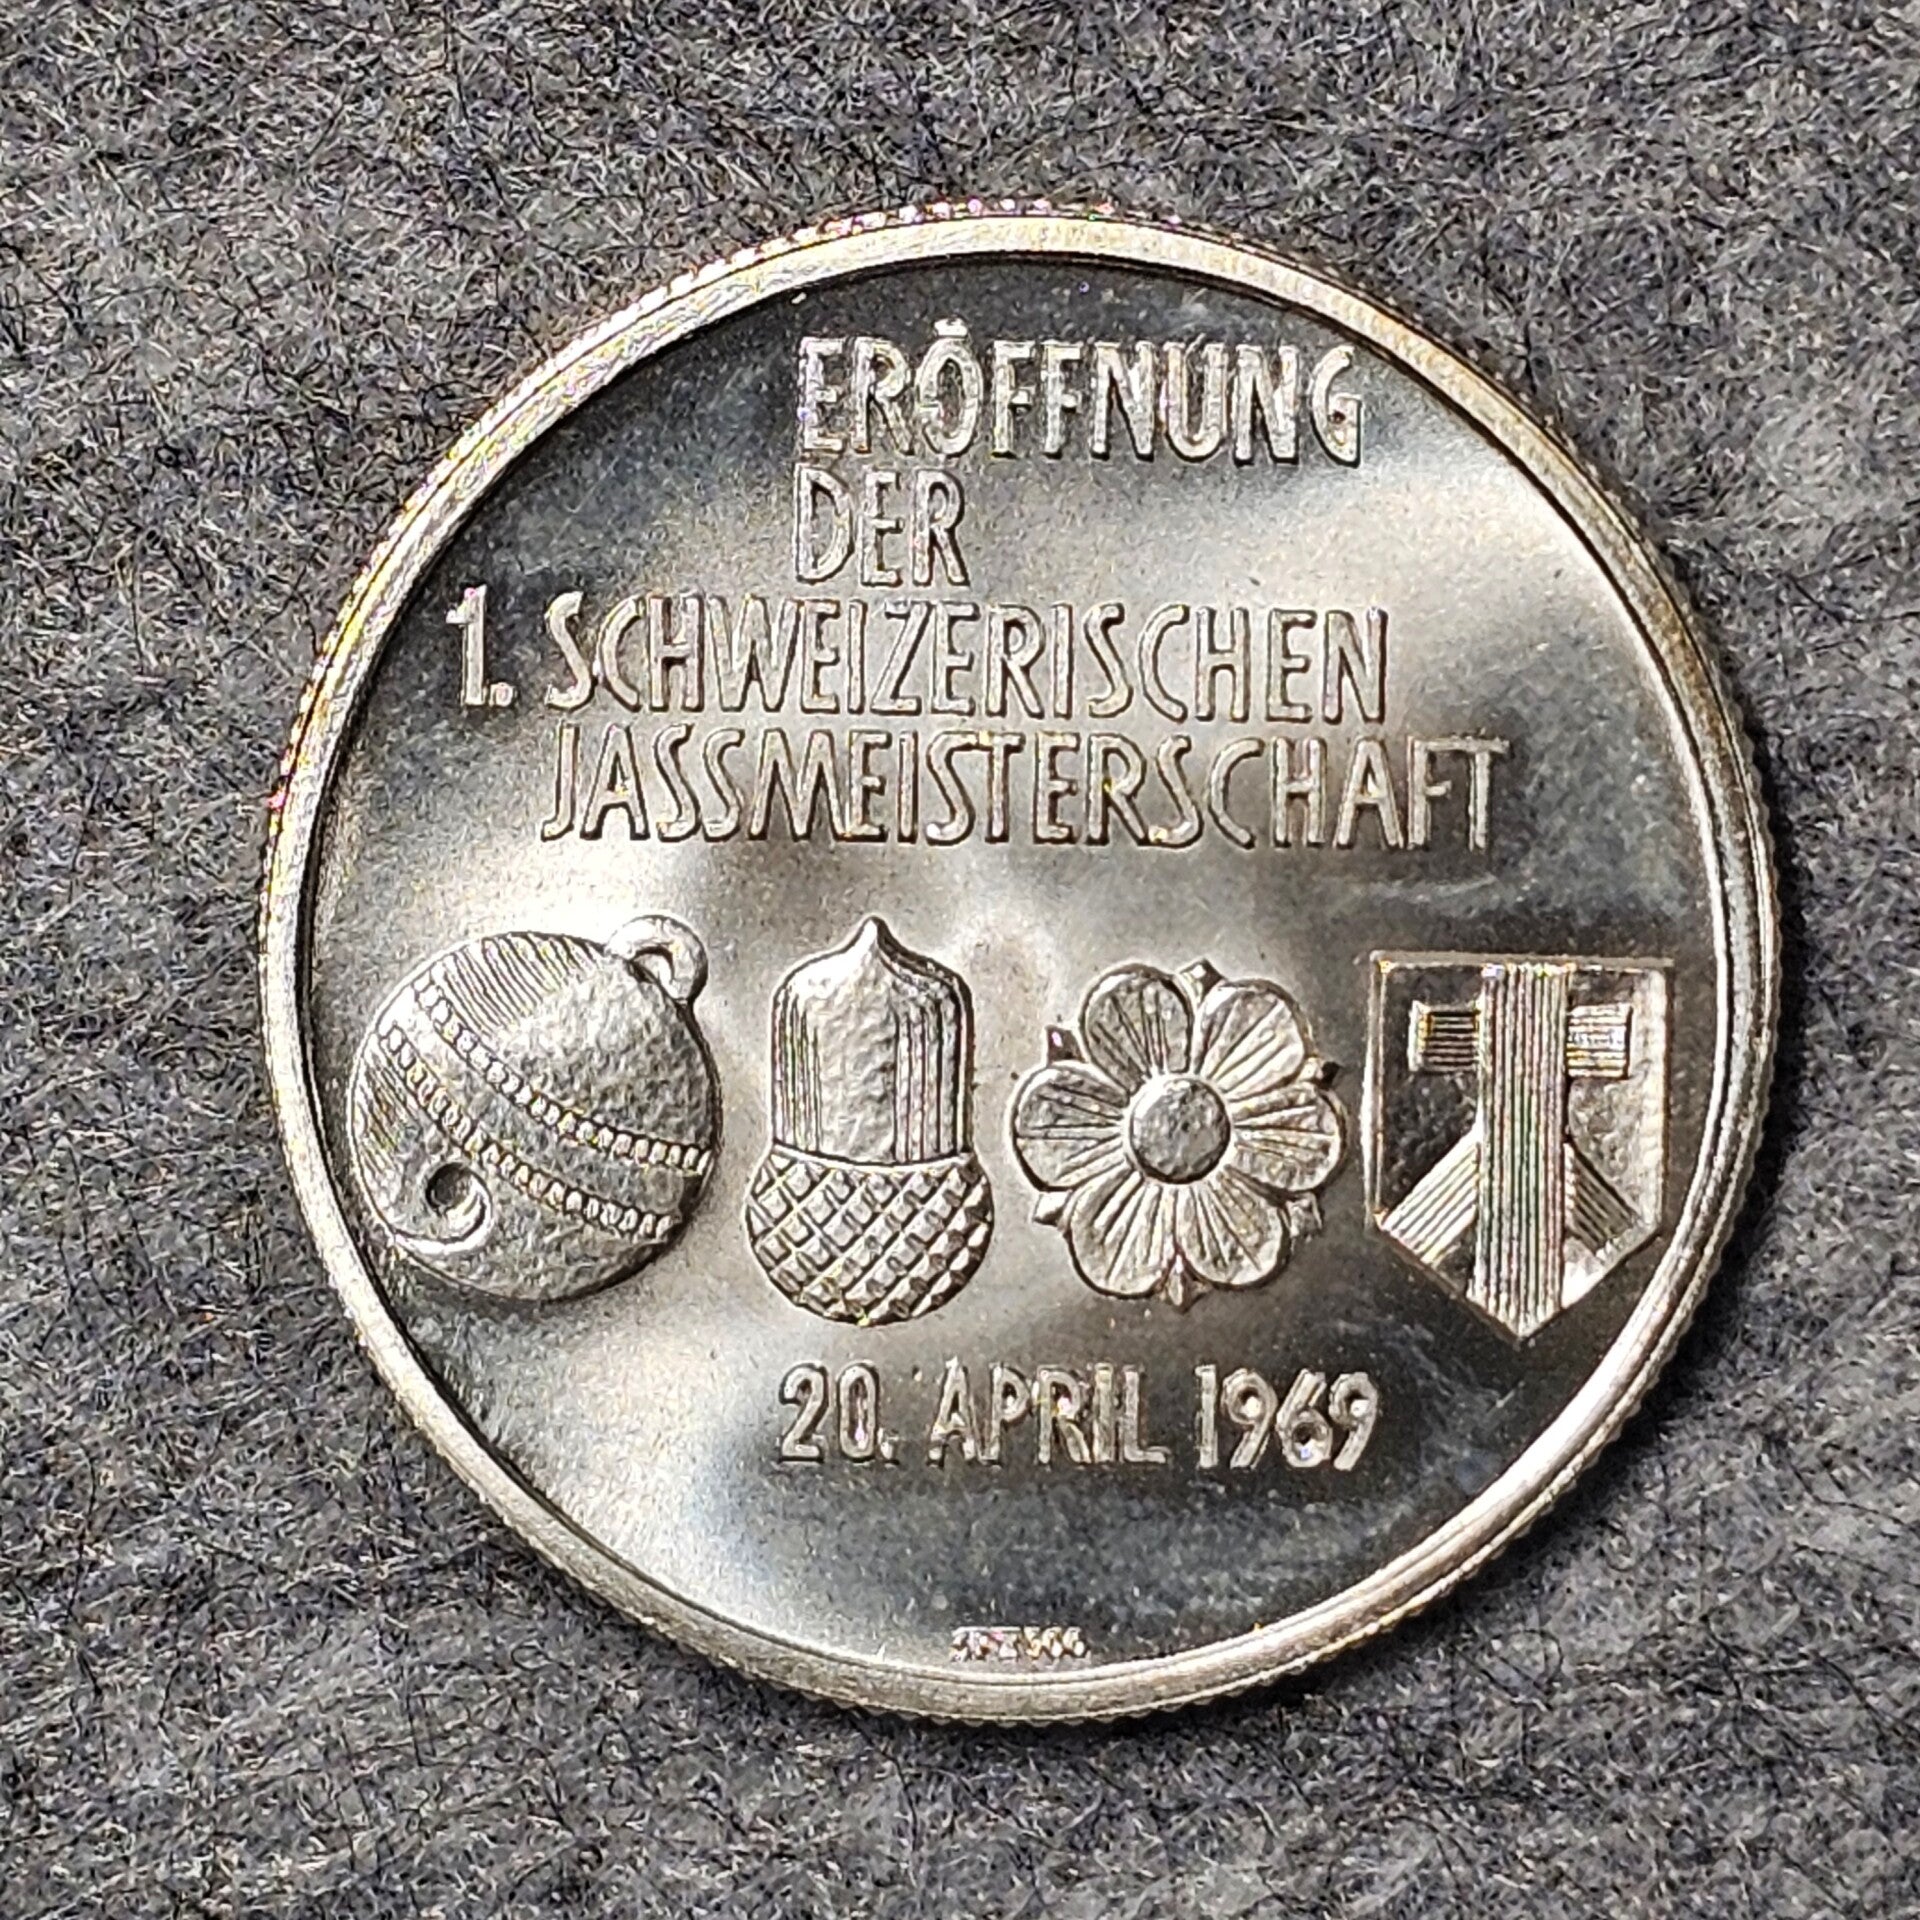 ERÖFFNUNG
DER
1. SCHWEIZERISCHEN
JASSMEISTERSCHAFT
20. APRIL 1969